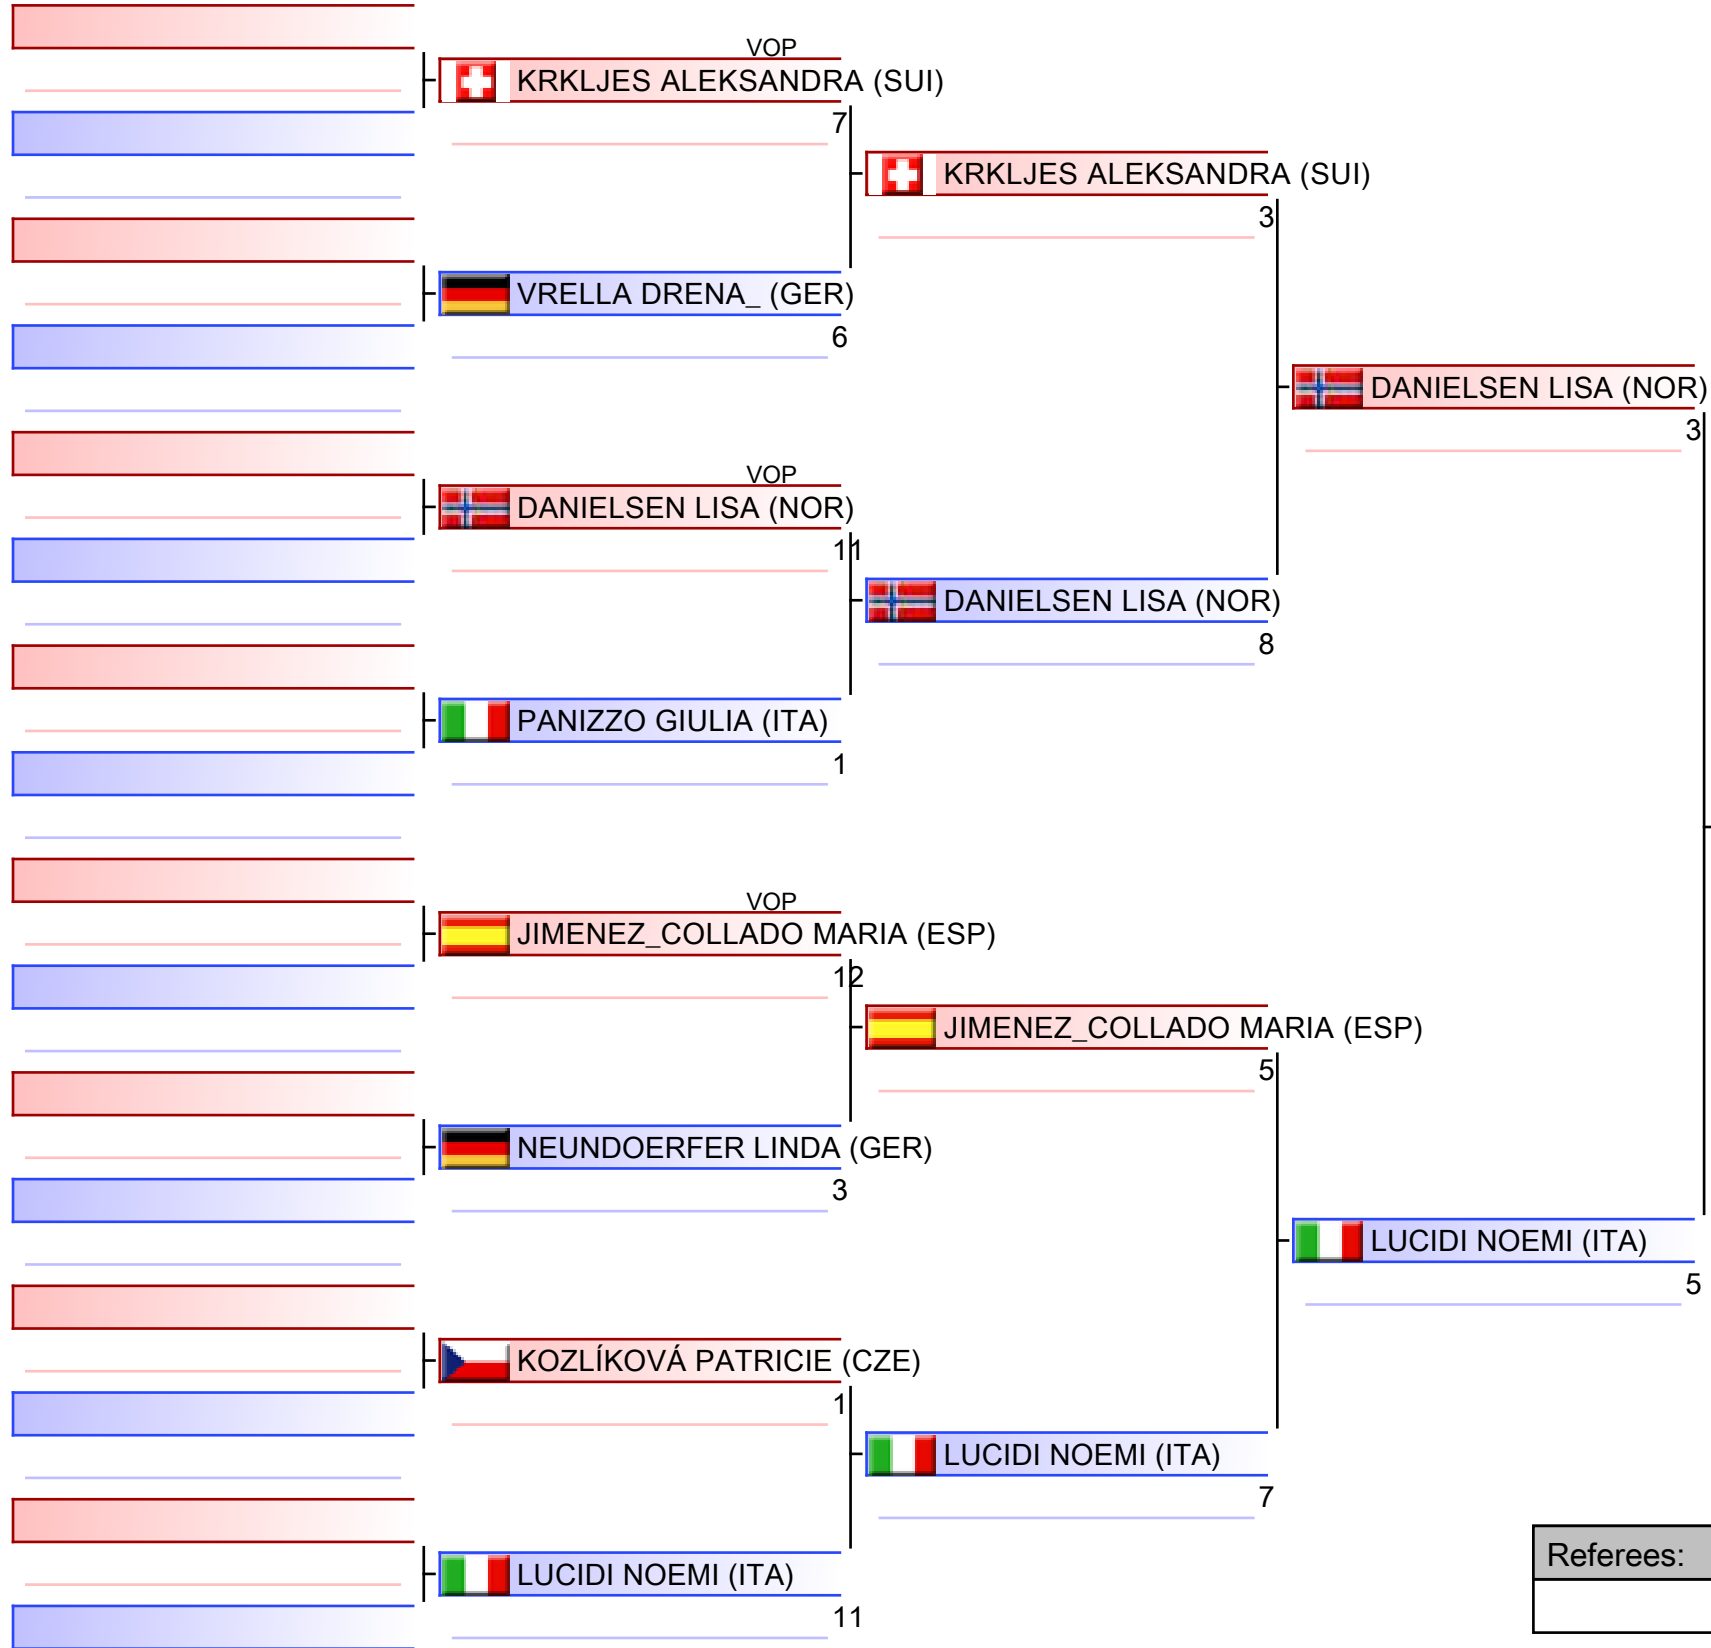 VOP
KRKLJES ALEKSANDRA (SUI)
7
KRKLJES ALEKSANDRA (SUI)
3
VRELLA DRENA_ (GER)
6
DANIELSEN LISA (NOR)
3
VOP
DANIELSEN LISA (NOR)
11
DANIELSEN LISA (NOR)
8
PANIZZO GIULIA (ITA)
1
VOP
JIMENEZ_COLLADO MARIA (ESP)
12
JIMENEZ_COLLADO MARIA (ESP)
5
NEUNDOERFER LINDA (GER)
3
LUCIDI NOEMI (ITA)
5
KOZLÍKOVÁ PATRICIE (CZE)
1
LUCIDI NOEMI (ITA)
7
LUCIDI NOEMI (ITA)
11
Referees: